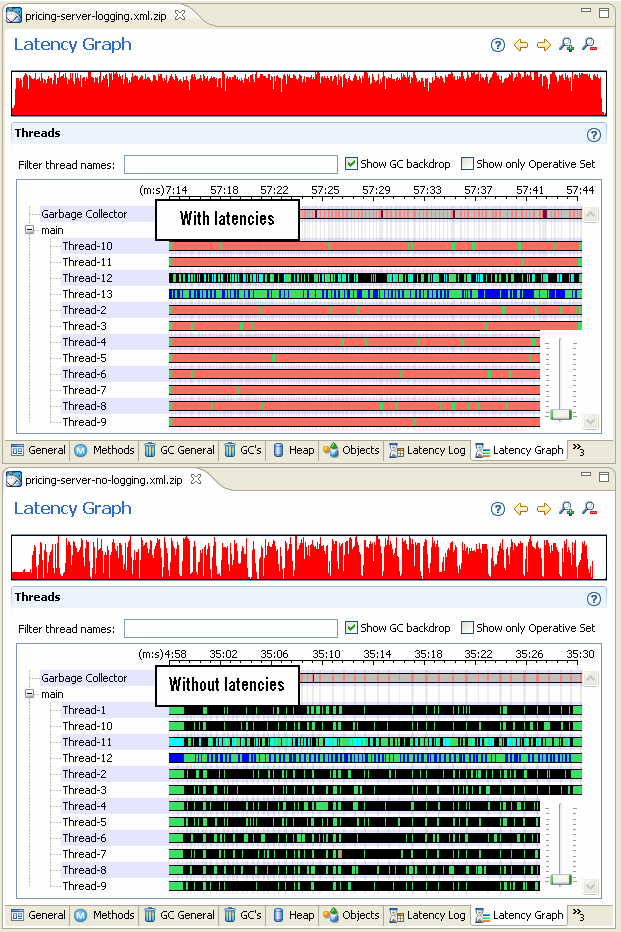 pricing-server-logging.xml.zip
Latency Graph
Threads
Filter thread names:
Show GC backdrop
Show only Operative Set
(m:s)7:14 57:18 57:22 57:25 57:29 57:33 57:37 57:41 57:44
Garbage Collector
With latencies
main
Thread-10
Thread-11
Thread-12
Thread-13
Thread-2
Thread-3
Thread-4
Thread-5
Thread-6
Thread-7
Thread-8
Thread-9
General Methods GC General GC's Heap Objects Latency Log Latency Graph »3
pricing-server-no-logging.xml.zip
Latency Graph
Threads
Filter thread names:
Show GC backdrop
Show only Operative Set
(m:s)4:58 35:02 35:06 35:10 35:14 35:18 35:22 35:26 35:30
Garbage Collector
Without latencies
main
Thread-1
Thread-10
Thread-11
Thread-12
Thread-2
Thread-3
Thread-4
Thread-5
Thread-6
Thread-7
Thread-8
Thread-9
General Methods GC General GC's Heap Objects Latency Log Latency Graph »3